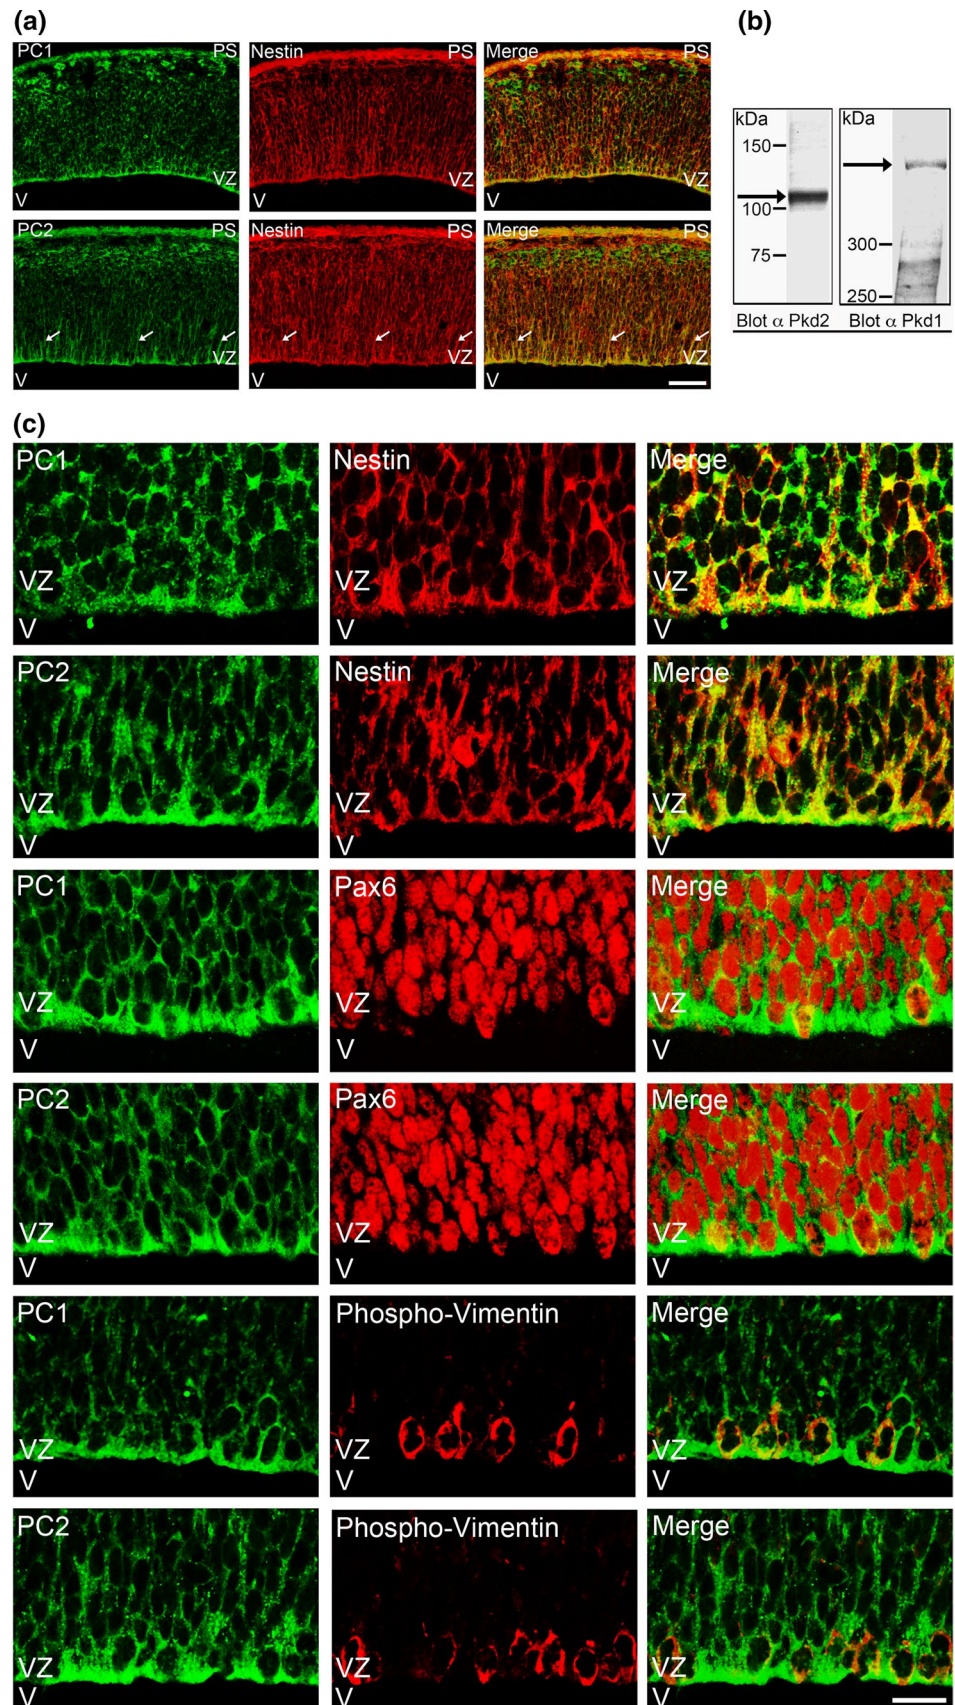 (a)
PC1 PS Nestin PS Merge PS
VZ VZ VZ
V V V
PC2 PS Nestin PS Merge PS
VZ VZ VZ
V V V
(b)
kDa kDa
150
100
75
300
250
Blot α Pkd2 Blot α Pkd1
(c)
PC1 Nestin Merge
VZ VZ VZ
V V V
PC2 Nestin Merge
VZ VZ VZ
V V V
PC1 Pax6 Merge
VZ VZ VZ
V V V
PC2 Pax6 Merge
VZ VZ VZ
V V V
PC1 Phospho-Vimentin Merge
VZ VZ VZ
V V V
PC2 Phospho-Vimentin Merge
VZ VZ VZ
V V V